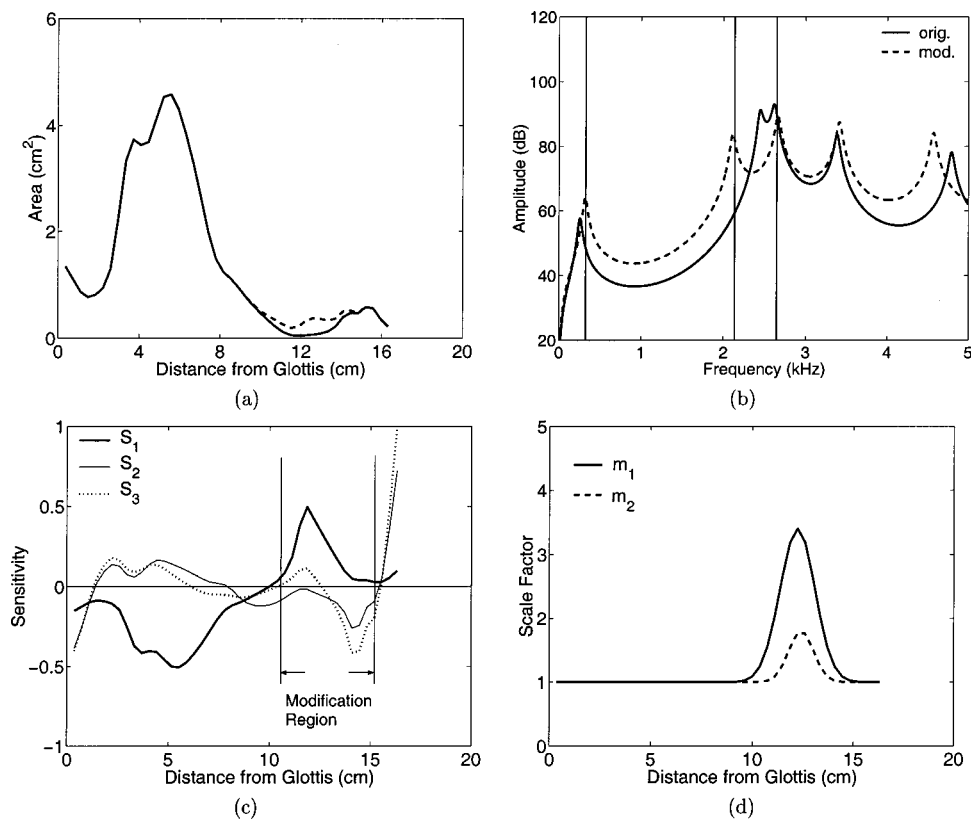 6
4
2
0
Area (cm²)
0 4 8 12 16 20
Distance from Glottis (cm)
(a)
120
100
80
60
40
20
Amplitude (dB)
orig.
mod.
0 1 2 3 4 5
Frequency (kHz)
(b)
1
0.5
0
−0.5
−1
Sensitivity
S₁
S₂
S₃
Modification
Region
0 5 10 15 20
Distance from Glottis (cm)
(c)
5
4
3
2
1
0
Scale Factor
m₁
m₂
0 5 10 15 20
Distance from Glottis (cm)
(d)